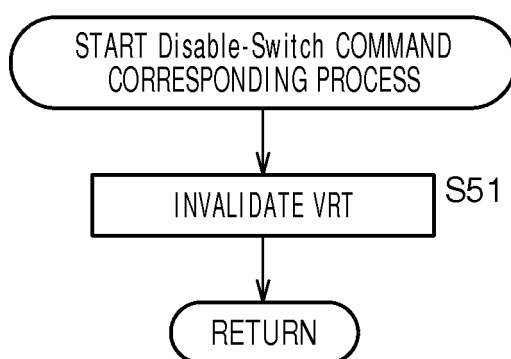 START Disable-Switch COMMAND
CORRESPONDING PROCESS
INVALIDATE VRT
S51
RETURN